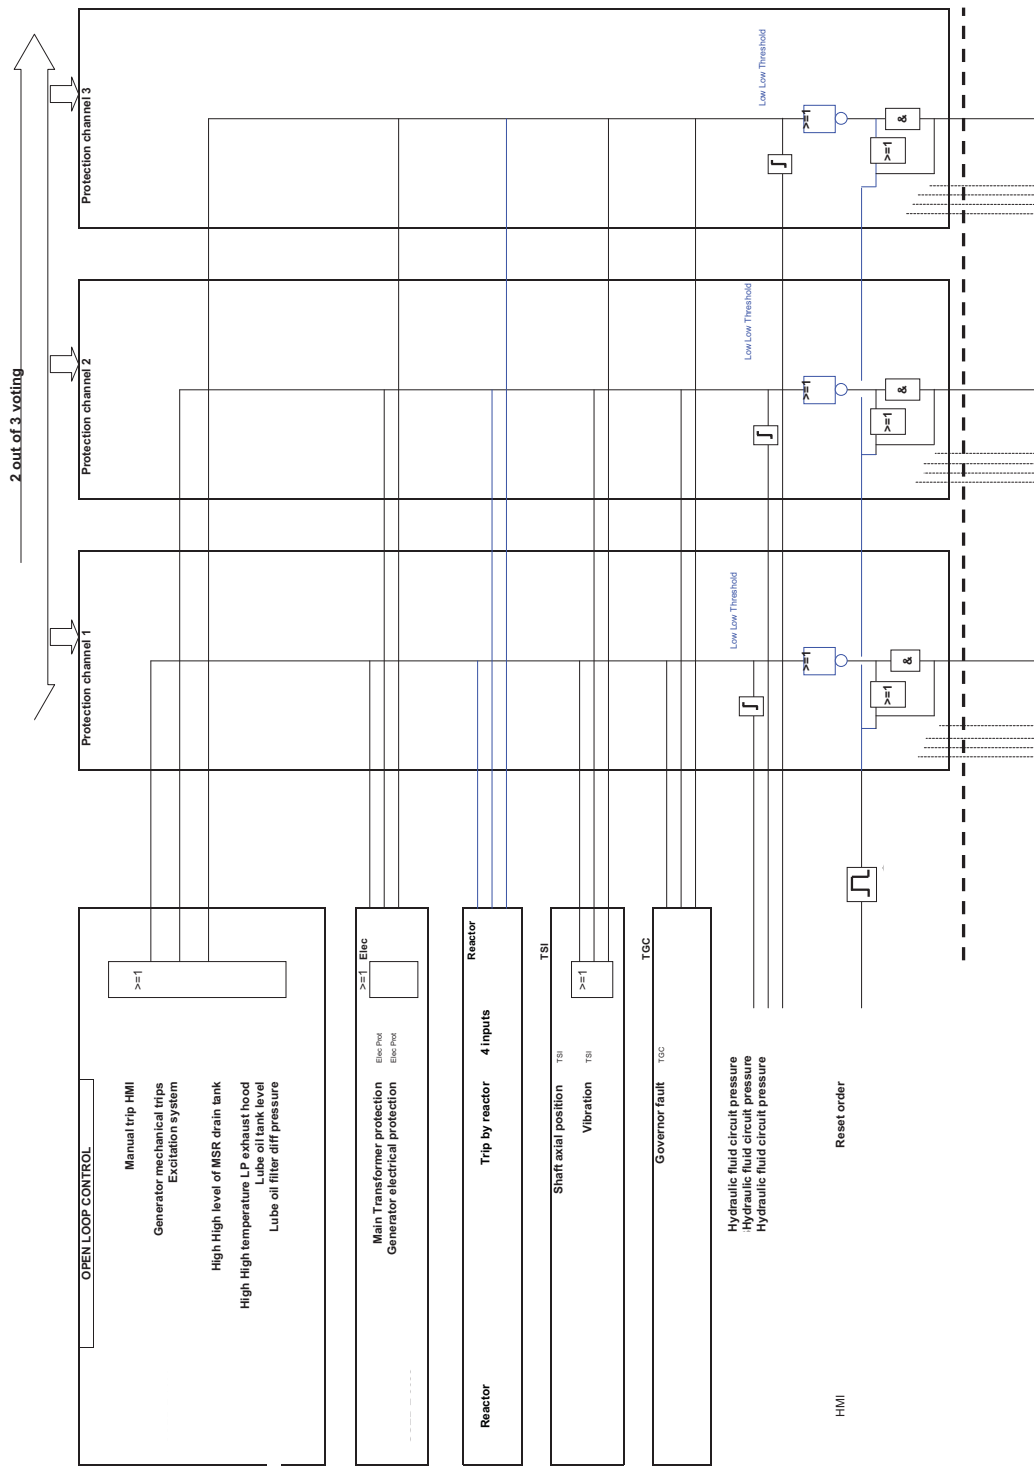 2 out of 3 voting
Protection channel 1
Protection channel 2
Protection channel 3
OPEN LOOP CONTROL
Manual trip HMI
Generator mechanical trips
Excitation system
High High level of MSR drain tank
High High temperature LP exhaust hood
Lube oil tank level
Lube oil filter diff pressure
>=1
Elec
>=1
Main Transformer protection Elec Prot
Generator electrical protection Elec Prot
Reactor
Reactor Trip by reactor 4 inputs
TSI
Shaft axial position TSI
>=1
Vibration TSI
TGC
Governor fault TGC
Low Low Threshold
Low Low Threshold
Low Low Threshold
Hydraulic fluid circuit pressure
Hydraulic fluid circuit pressure
Hydraulic fluid circuit pressure
>=1
>=1
>=1
HMI Reset order
>=1
>=1
>=1
&
&
&